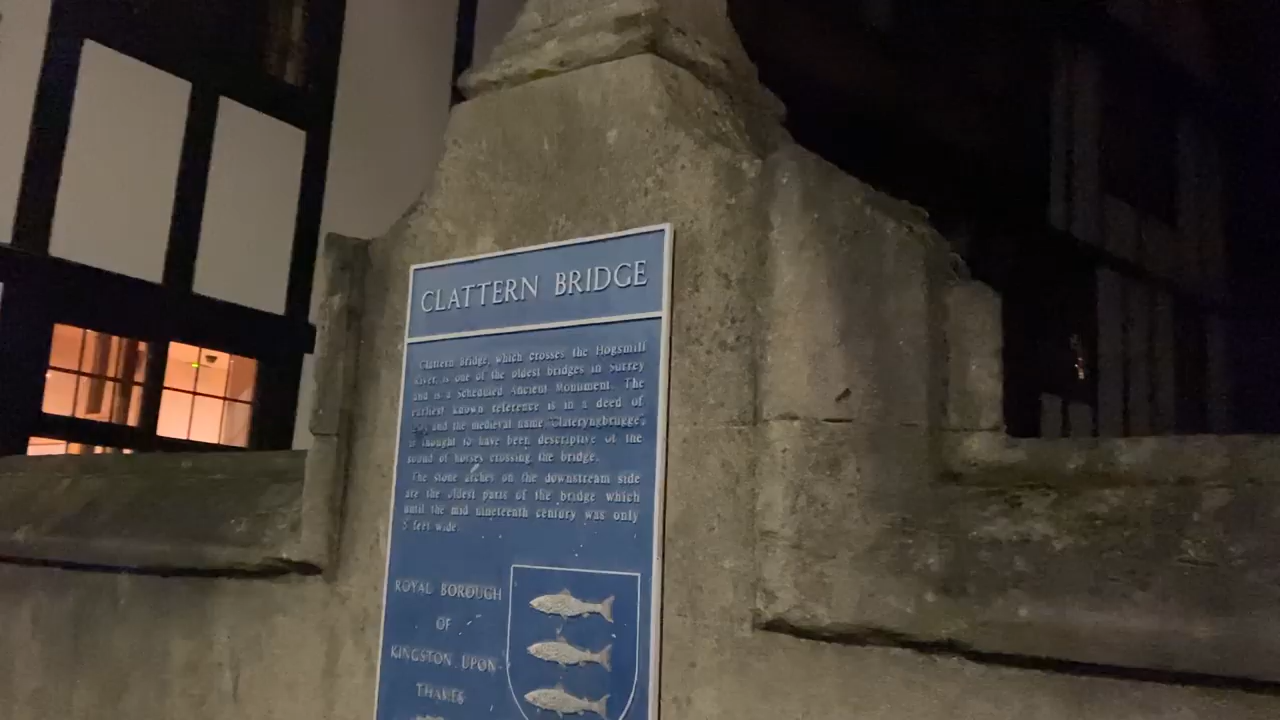 CLATTERN BRIDGE
Clattern Bridge, which crosses the Hogsmill
River, is one of the oldest bridges in Surrey
and is a Scheduled Ancient Monument. The
earliest known reference is in a deed of
and the medieval name "Clateryngbrugge"
is thought to have been descriptive of the
sound of horses crossing the bridge.
The stone arches on the downstream side
are the oldest parts of the bridge which
until the mid nineteenth century was only
5 feet wide.
ROYAL BOROUGH
OF
KINGSTON UPON
THAMES